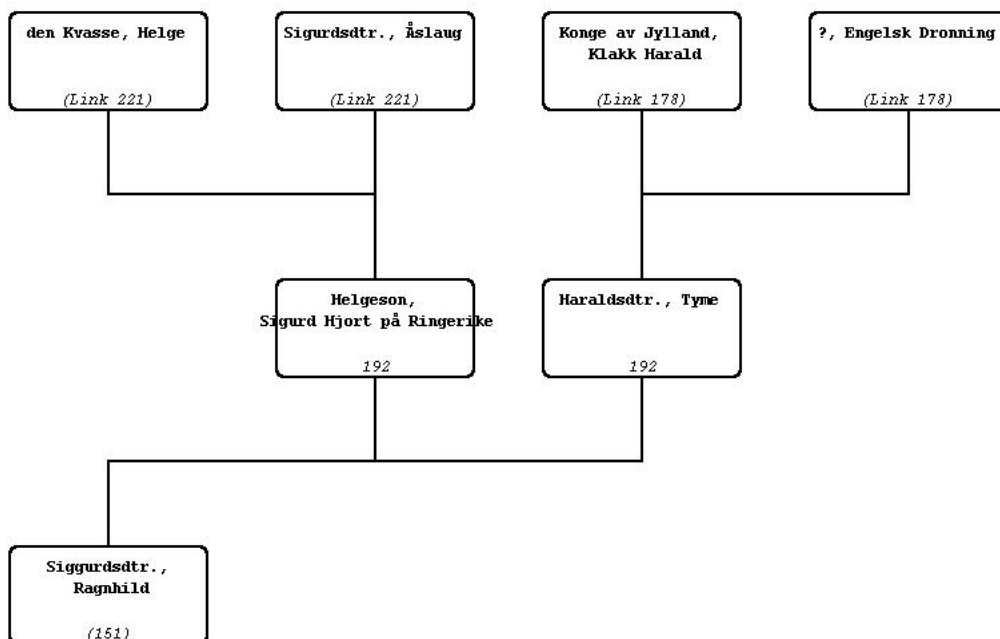 den Kvasse, Helge
(Link 221)
Sigurdsdtr., Åslaug
(Link 221)
Konge av Jylland,
Klakk Harald
(Link 178)
?, Engelsk Dronning
(Link 178)
Helgeson,
Sigurd Hjort på Ringerike
192
Haraldsdtr., Tyme
192
Siggurdsdtr.,
Ragnhild
(151)